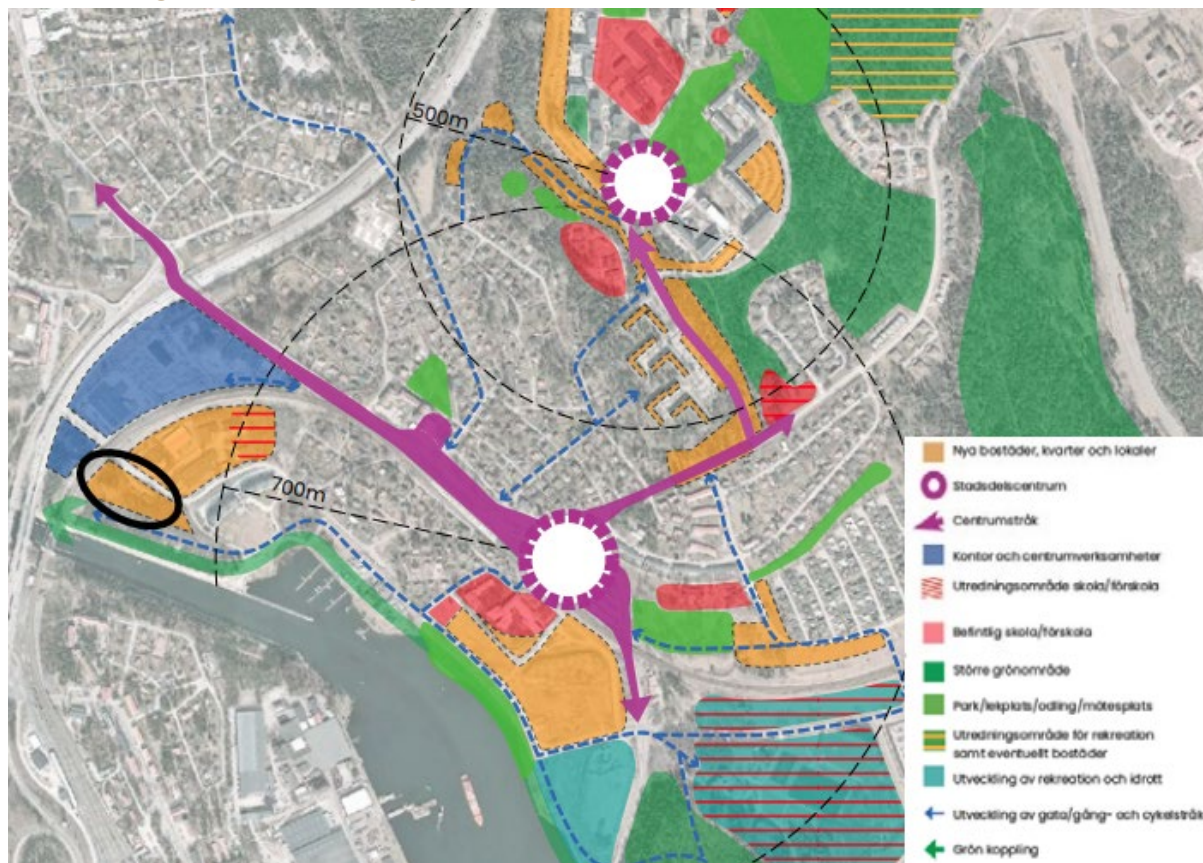 500m
700m
Nya bostäder, kvarter och lokaler
Stadsdelscentrum
Centrumstråk
Kontor och centrumverksamheter
Utredningsområde skola/förskola
Befintlig skola/förskola
Större grönområde
Park/lekplats/odling/mötesplats
Utredningsområde för rekreation
samt eventuellt bostäder
Utveckling av rekreation och idrott
Utveckling av gata/gång- och cykelstråk
Grön koppling